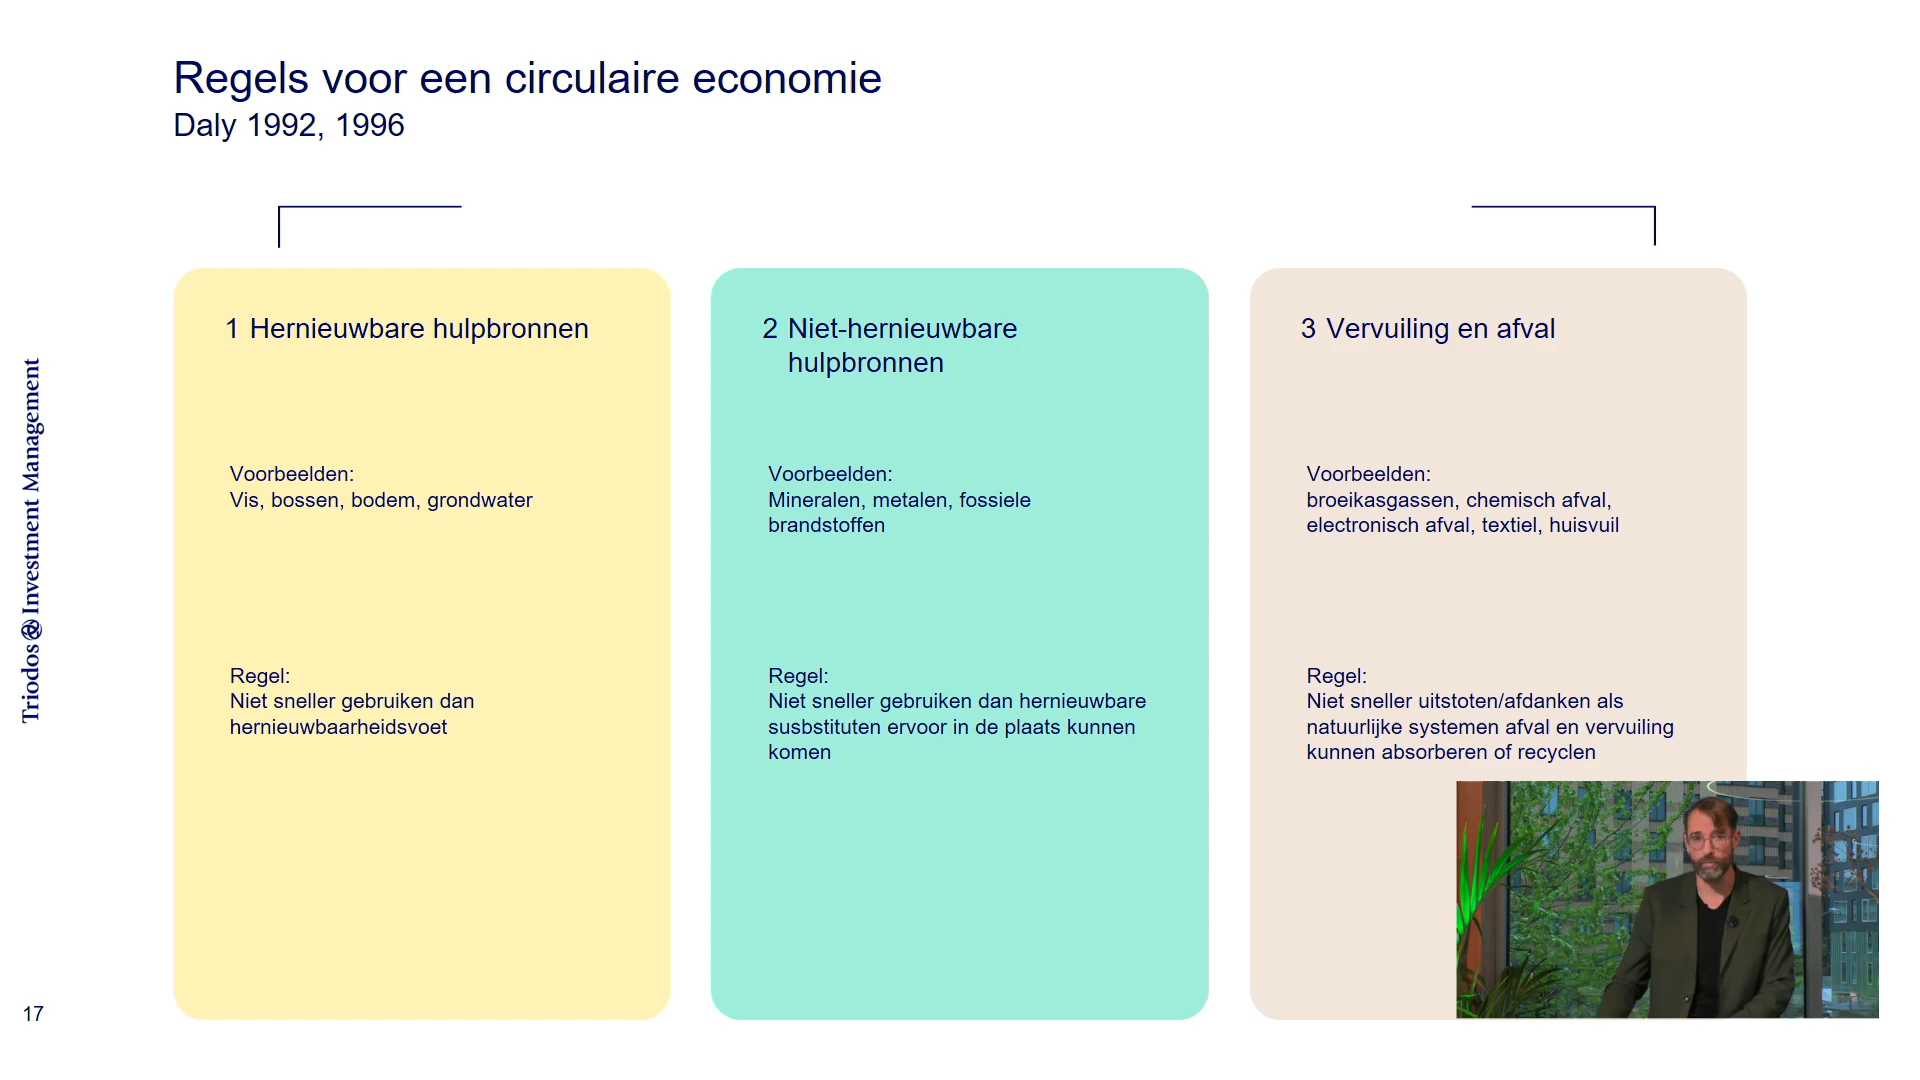 Regels voor een circulaire economie
Daly 1992, 1996
1 Hernieuwbare hulpbronnen
Voorbeelden:
Vis, bossen, bodem, grondwater
Regel:
Niet sneller gebruiken dan
hernieuwbaarheidsvoet
2 Niet-hernieuwbare
hulpbronnen
Voorbeelden:
Mineralen, metalen, fossiele
brandstoffen
Regel:
Niet sneller gebruiken dan hernieuwbare
susbstituten ervoor in de plaats kunnen
komen
3 Vervuiling en afval
Voorbeelden:
broeikasgassen, chemisch afval,
electronisch afval, textiel, huisvuil
Regel:
Niet sneller uitstoten/afdanken als
natuurlijke systemen afval en vervuiling
kunnen absorberen of recyclen
Triodos Investment Management
17